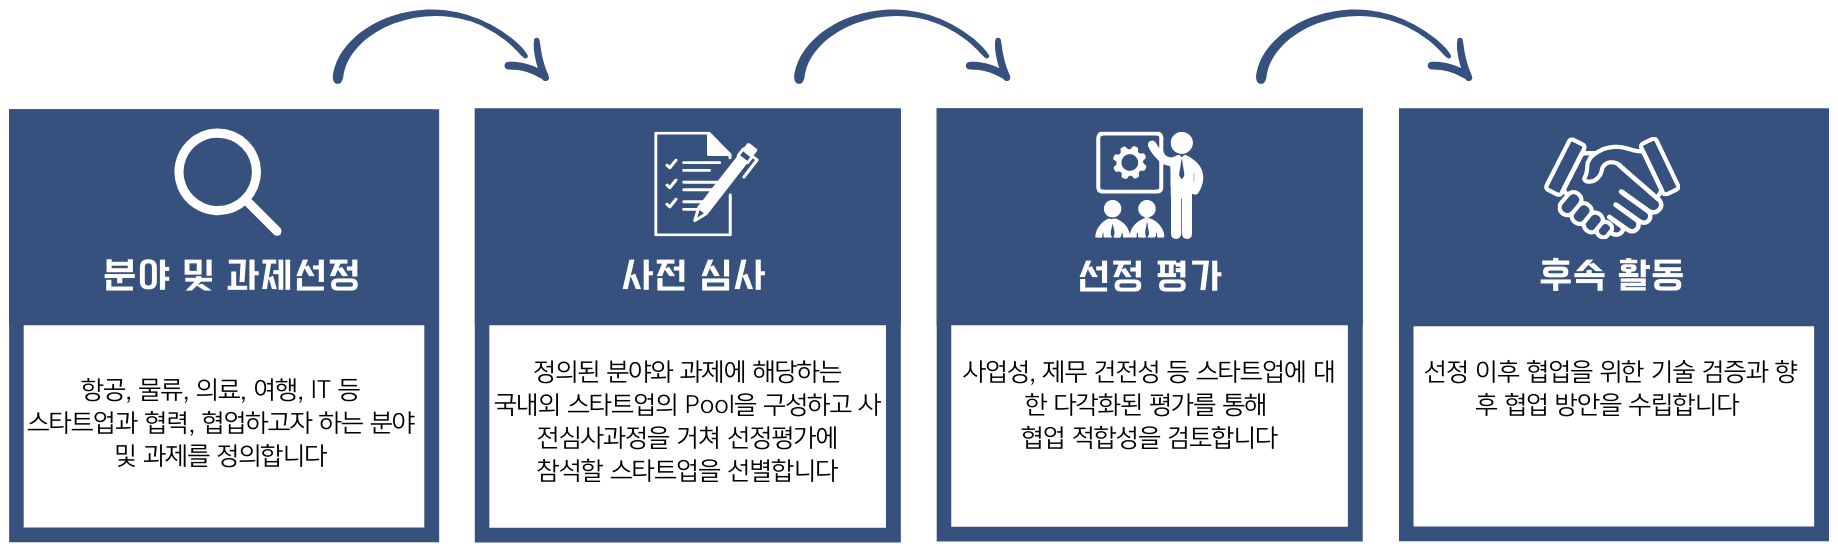 분야 및 과제선정
항공, 물류, 의료, 여행, IT 등
스타트업과 협력, 협업하고자 하는 분야
및 과제를 정의합니다
사전 심사
정의된 분야와 과제에 해당하는
국내외 스타트업의 Pool을 구성하고 사
전심사과정을 거쳐 선정평가에
참석할 스타트업을 선별합니다
선정 평가
사업성, 제무 건전성 등 스타트업에 대
한 다각화된 평가를 통해
협업 적합성을 검토합니다
후속 활동
선정 이후 협업을 위한 기술 검증과 향
후 협업 방안을 수립합니다